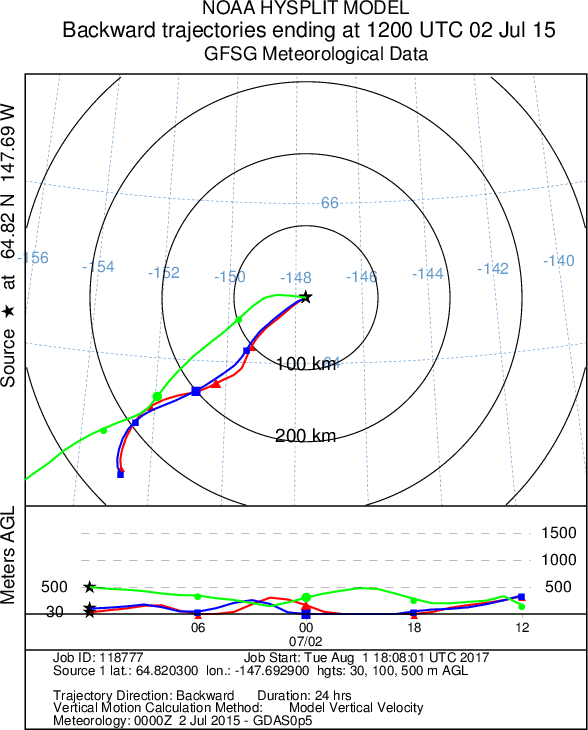 NOAA HYSPLIT MODEL
Backward trajectories ending at 1200 UTC 02 Jul 15
GFSG Meteorological Data
Source ★ at 64.82 N 147.69 W
66
-156
-154
-152
-150
-148
-146
-144
-142
-140
64
100 km
200 km
Meters AGL
1500
1000
500
500
30
06
00
18
12
07/02
Job ID: 118777 Job Start: Tue Aug 1 18:08:01 UTC 2017
Source 1 lat.: 64.820300 lon.: -147.692900 hgts: 30, 100, 500 m AGL
Trajectory Direction: Backward Duration: 24 hrs
Vertical Motion Calculation Method: Model Vertical Velocity
Meteorology: 0000Z 2 Jul 2015 - GDAS0p5